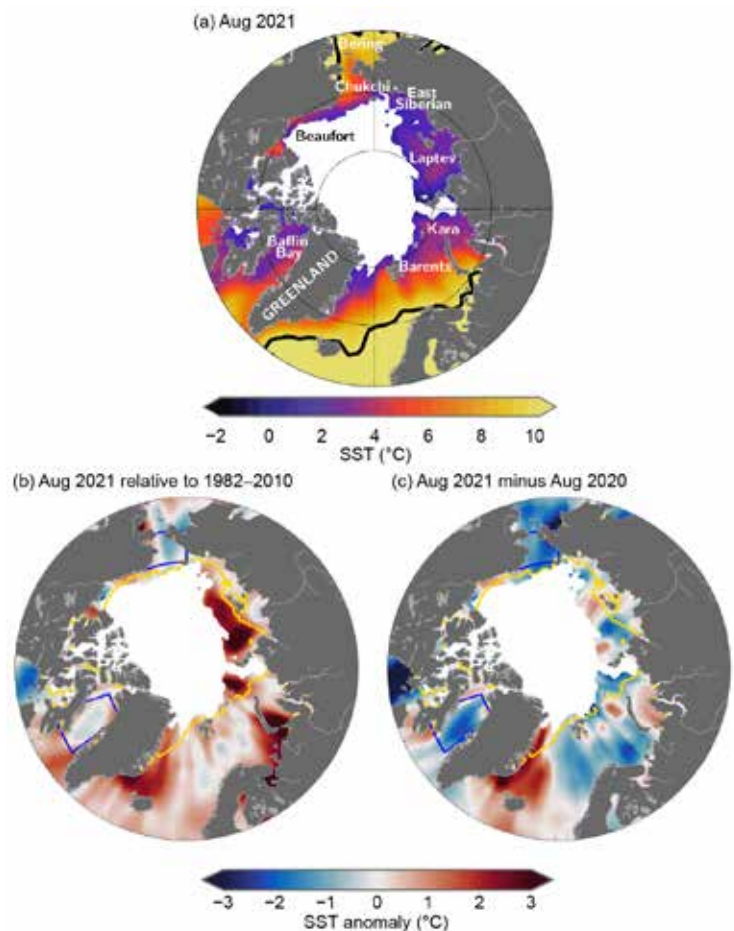 (a) Aug 2021
Bering
Chukchi
East
Siberian
Beaufort
Laptev
Kara
Baffin
Bay
Barents
GREENLAND
−2 0 2 4 6 8 10
SST (°C)
(b) Aug 2021 relative to 1982–2010
(c) Aug 2021 minus Aug 2020
−3 −2 −1 0 1 2 3
SST anomaly (°C)